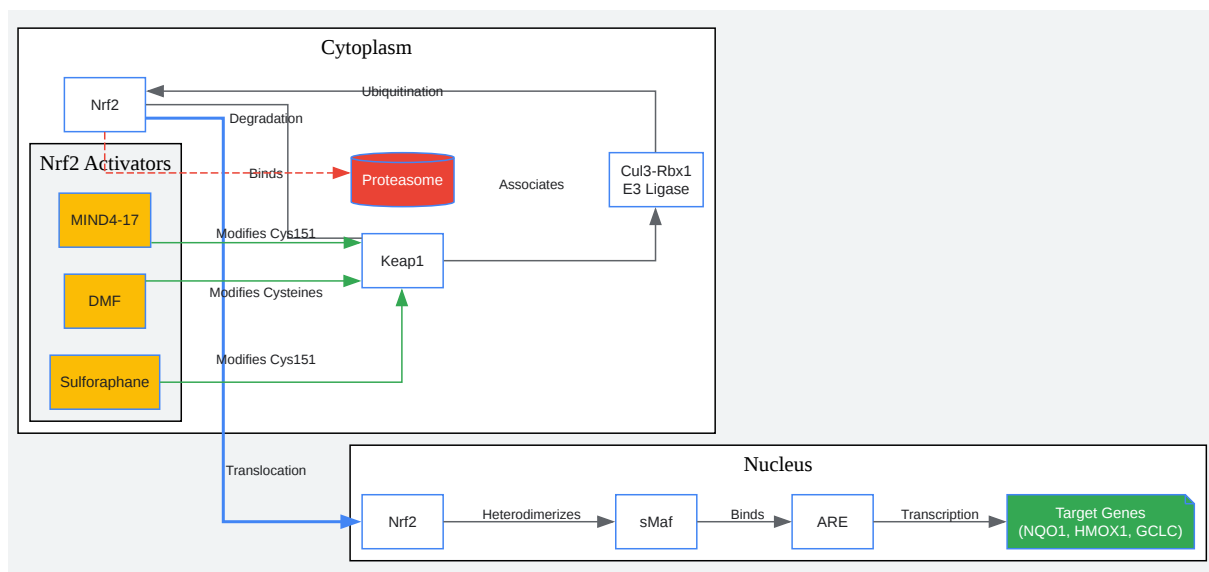 Cytoplasm
Ubiquitination
Nrf2
Degradation
Nrf2 Activators
Binds
Proteasome
Associates
Cul3-Rbx1
E3 Ligase
MIND4-17
Modifies Cys151
Keap1
DMF
Modifies Cysteines
Modifies Cys151
Sulforaphane
Translocation
Nucleus
Nrf2
Heterodimerizes
sMaf
Binds
ARE
Transcription
Target Genes
(NQO1, HMOX1, GCLC)